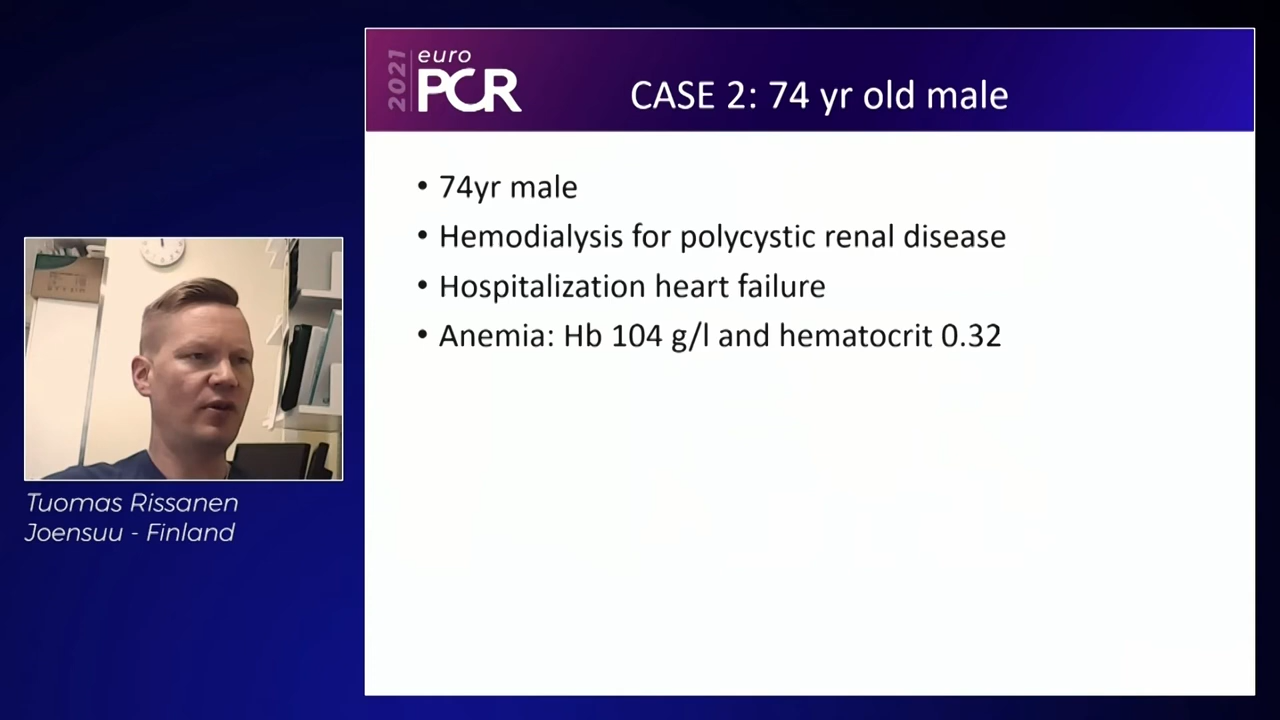 2021
euro
PCR
CASE 2: 74 yr old male
• 74yr male
• Hemodialysis for polycystic renal disease
• Hospitalization heart failure
• Anemia: Hb 104 g/l and hematocrit 0.32
Tuomas Rissanen
Joensuu - Finland